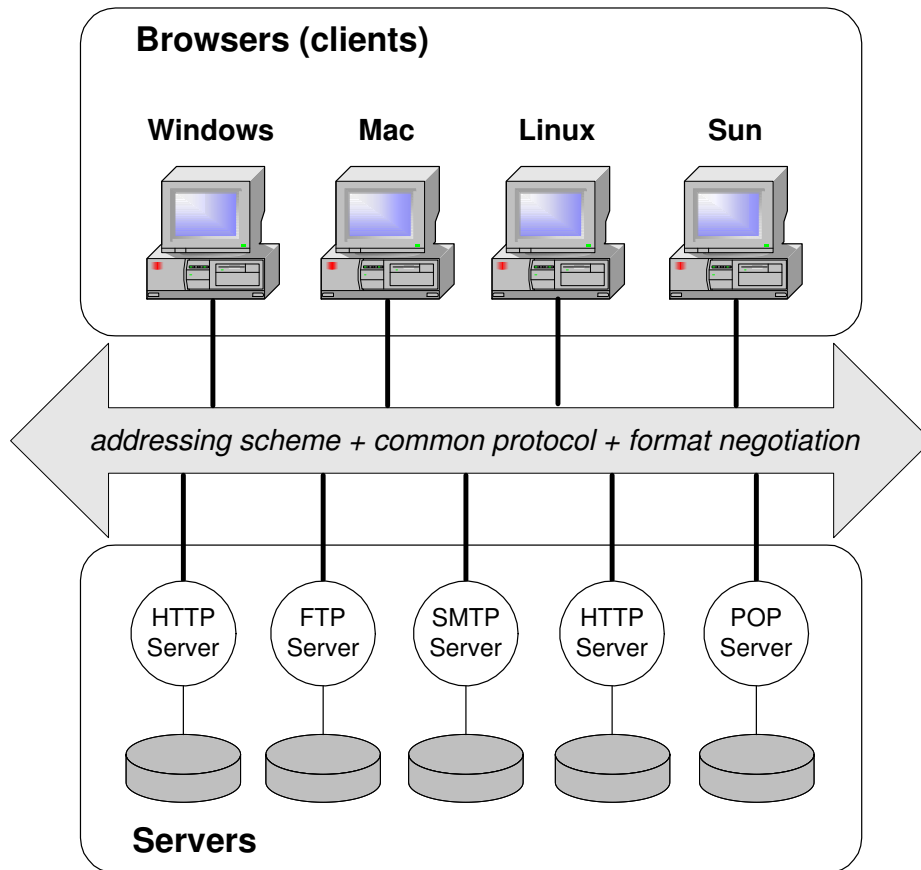 Browsers (clients)
Windows Mac Linux Sun
addressing scheme + common protocol + format negotiation
HTTP FTP SMTP HTTP POP
Server Server Server Server Server
Servers